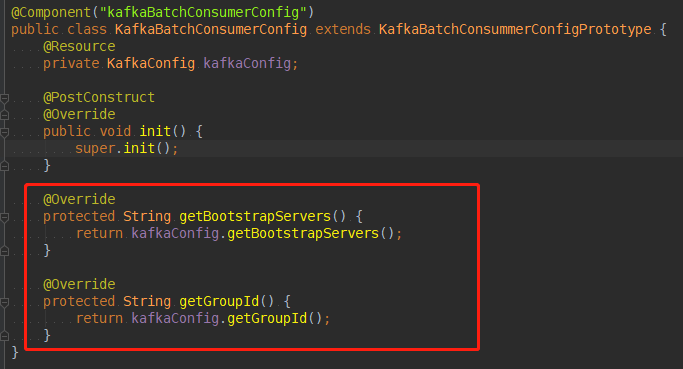 @Component("kafkaBatchConsumerConfig")
public class KafkaBatchConsumerConfig extends KafkaBatchConsummerConfigPrototype {
@Resource
private KafkaConfig kafkaConfig;
@PostConstruct
@Override
public void init() {
super.init();
}
@Override
protected String getBootstrapServers() {
return kafkaConfig.getBootstrapServers();
}
@Override
protected String getGroupId() {
return kafkaConfig.getGroupId();
}
}